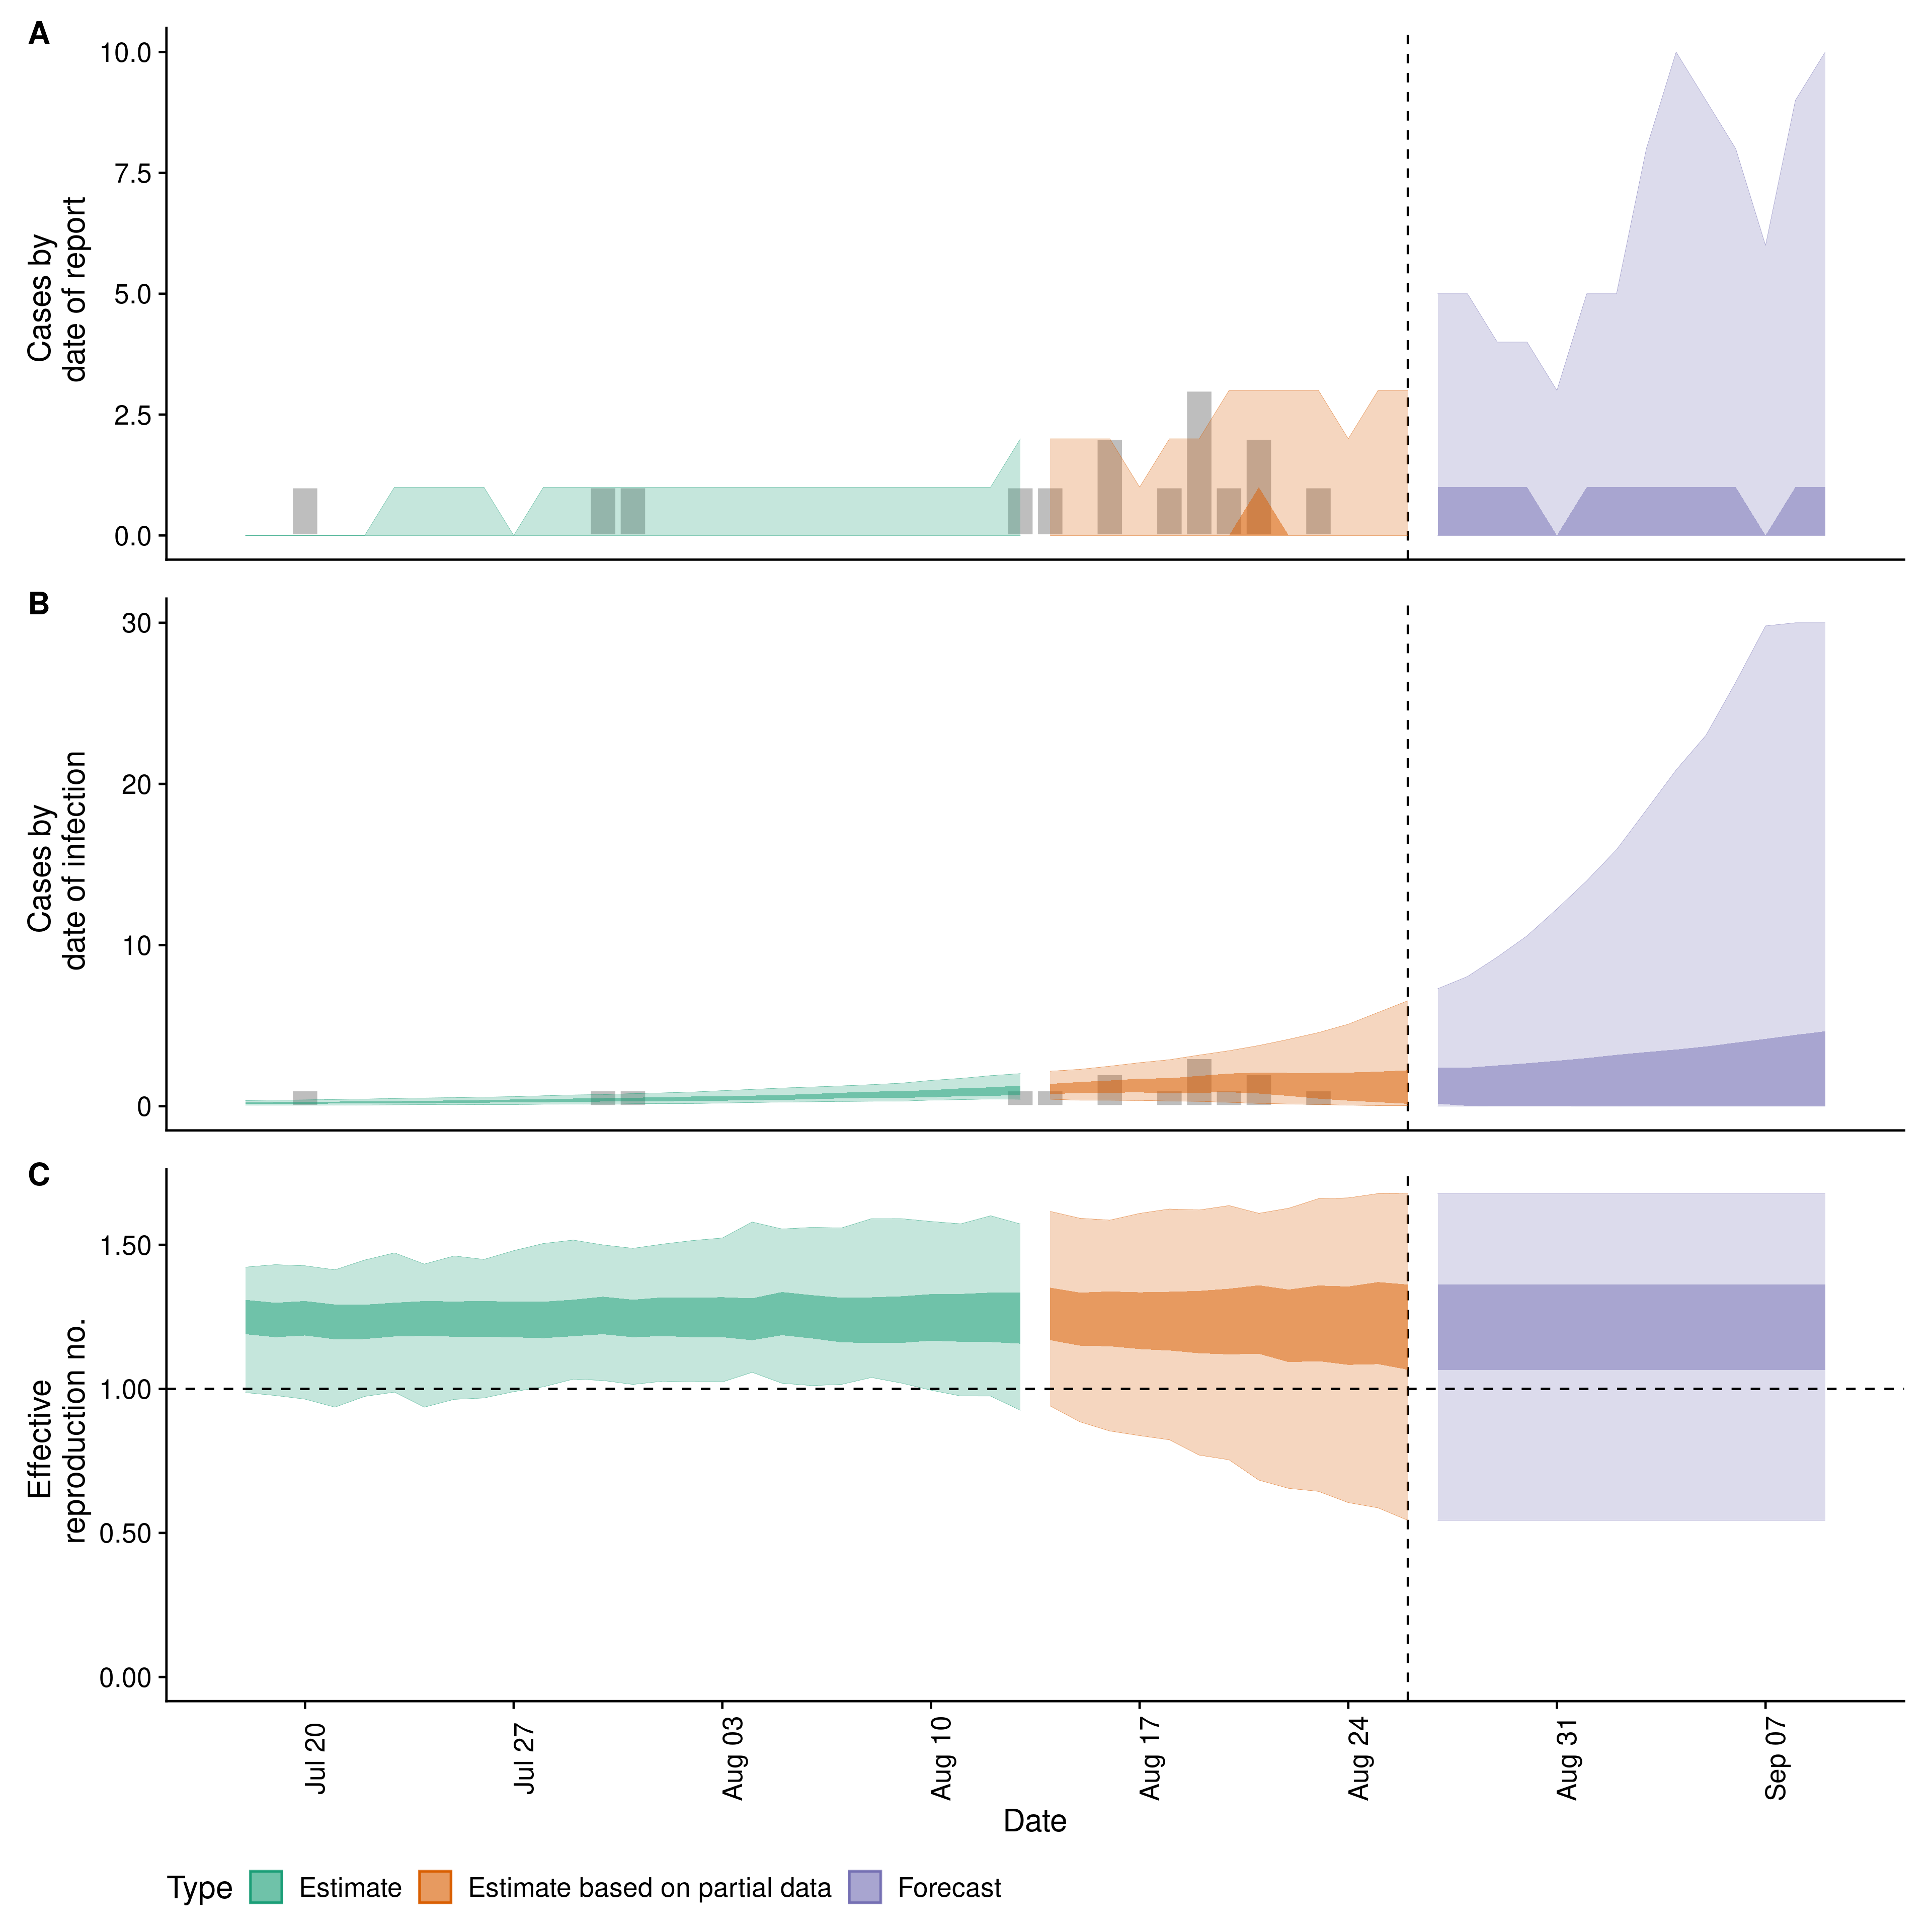 A
10.0
7.5
5.0
2.5
0.0
Cases by
date of report
B
30
20
10
0
Cases by
date of infection
C
1.50
1.00
0.50
0.00
Effective
reproduction no.
Jul 20
Jul 27
Aug 03
Aug 10
Aug 17
Aug 24
Aug 31
Sep 07
Date
Type Estimate Estimate based on partial data Forecast